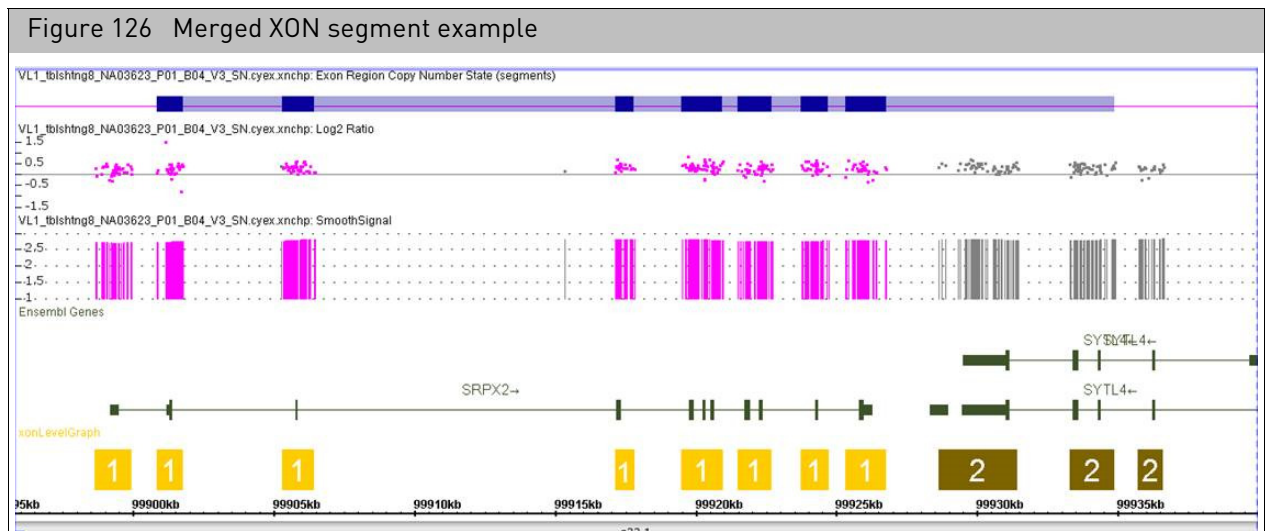 Figure 126 Merged XON segment example
VL1_tblshtng8_NA03623_P01_B04_V3_SN.cyex.xnchp: Exon Region Copy Number State (segments)
VL1_tblshtng8_NA03623_P01_B04_V3_SN.cyex.xnchp: Log2 Ratio
1.5
0.5
-0.5
-1.5
VL1_tblshtng8_NA03623_P01_B04_V3_SN.cyex.xnchp: SmoothSignal
2.5
2
1.5
1
Ensembl Genes
SYTL4←
SRPX2→ SYTL4←
xonLevelGraph
1 1 1 1 1 1 1 1 2 2 2
95kb 99900kb 99905kb 99910kb 99915kb 99920kb 99925kb 99930kb 99935kb